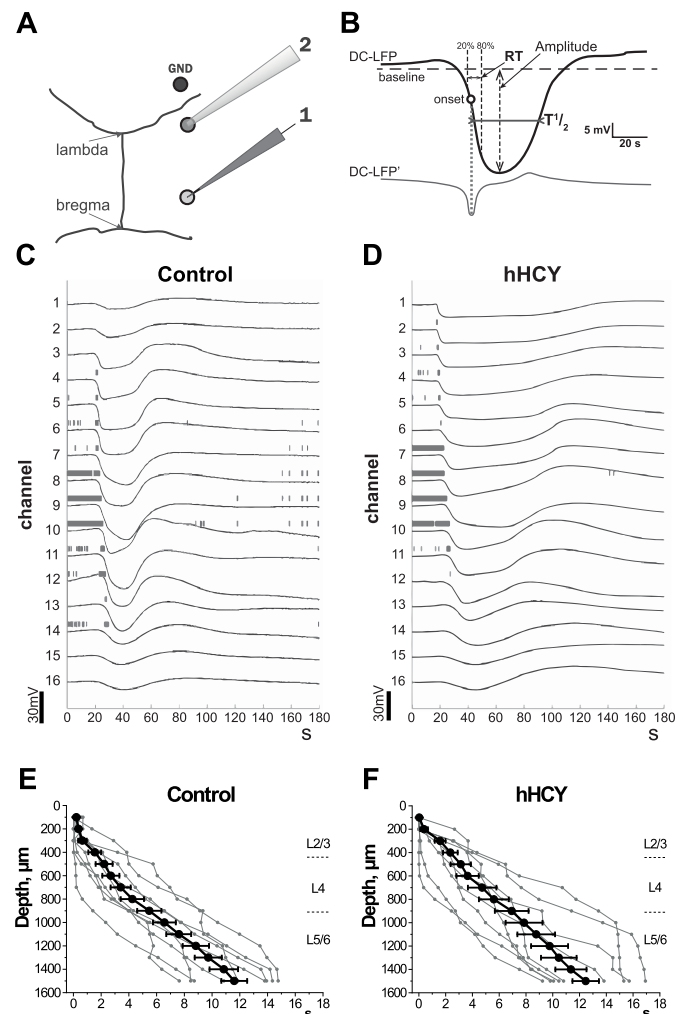 A
2
GND
1
lambda
bregma
B
20% 80%
DC-LFP
RT
Amplitude
baseline
onset
T1/2
5 mV
20 s
DC-LFP'
C
Control
channel
1
2
3
4
5
6
7
8
9
10
11
12
13
14
15
16
30mV
0 20 40 60 80 100 120 140 160 180
S
D
hHCY
channel
1
2
3
4
5
6
7
8
9
10
11
12
13
14
15
16
30mV
0 20 40 60 80 100 120 140 160 180
S
E
Control
Depth, µm
0
200
400
600
800
1000
1200
1400
1600
L2/3
L4
L5/6
0 2 4 6 8 10 12 14 16 18
s
F
hHCY
Depth, µm
0
200
400
600
800
1000
1200
1400
1600
L2/3
L4
L5/6
0 2 4 6 8 10 12 14 16 18
s